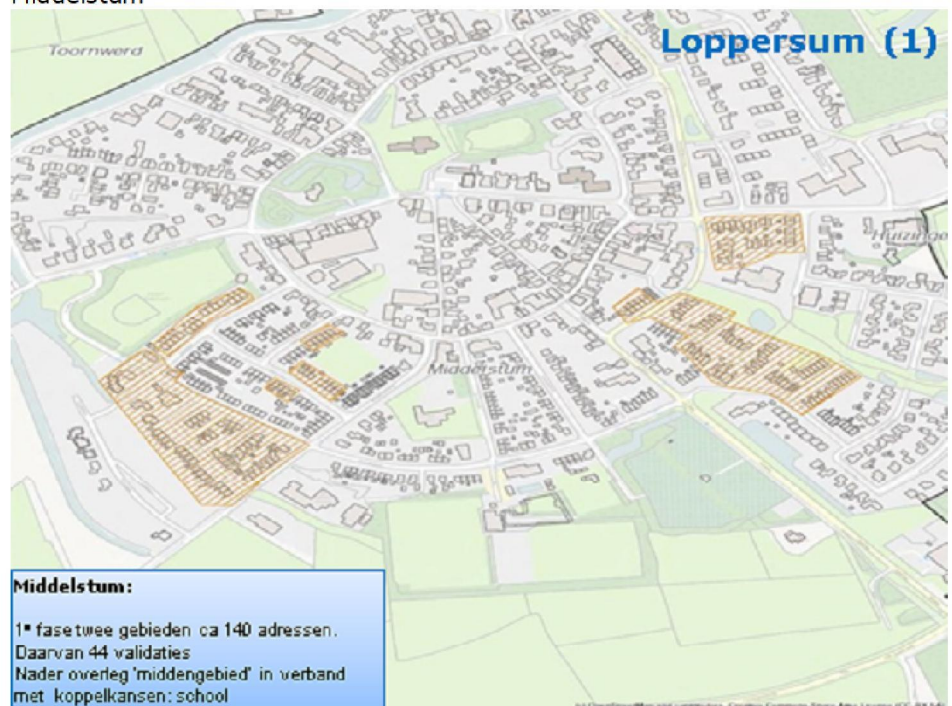 Middelstum
Loppersum (1)
Toornwerd
Huizinge
Middelstum
Middelstum:
1e fase twee gebieden ca 140 adressen.
Daarvan 44 validaties
Nader overleg 'middengebied' in verband
met koppelkansen: school